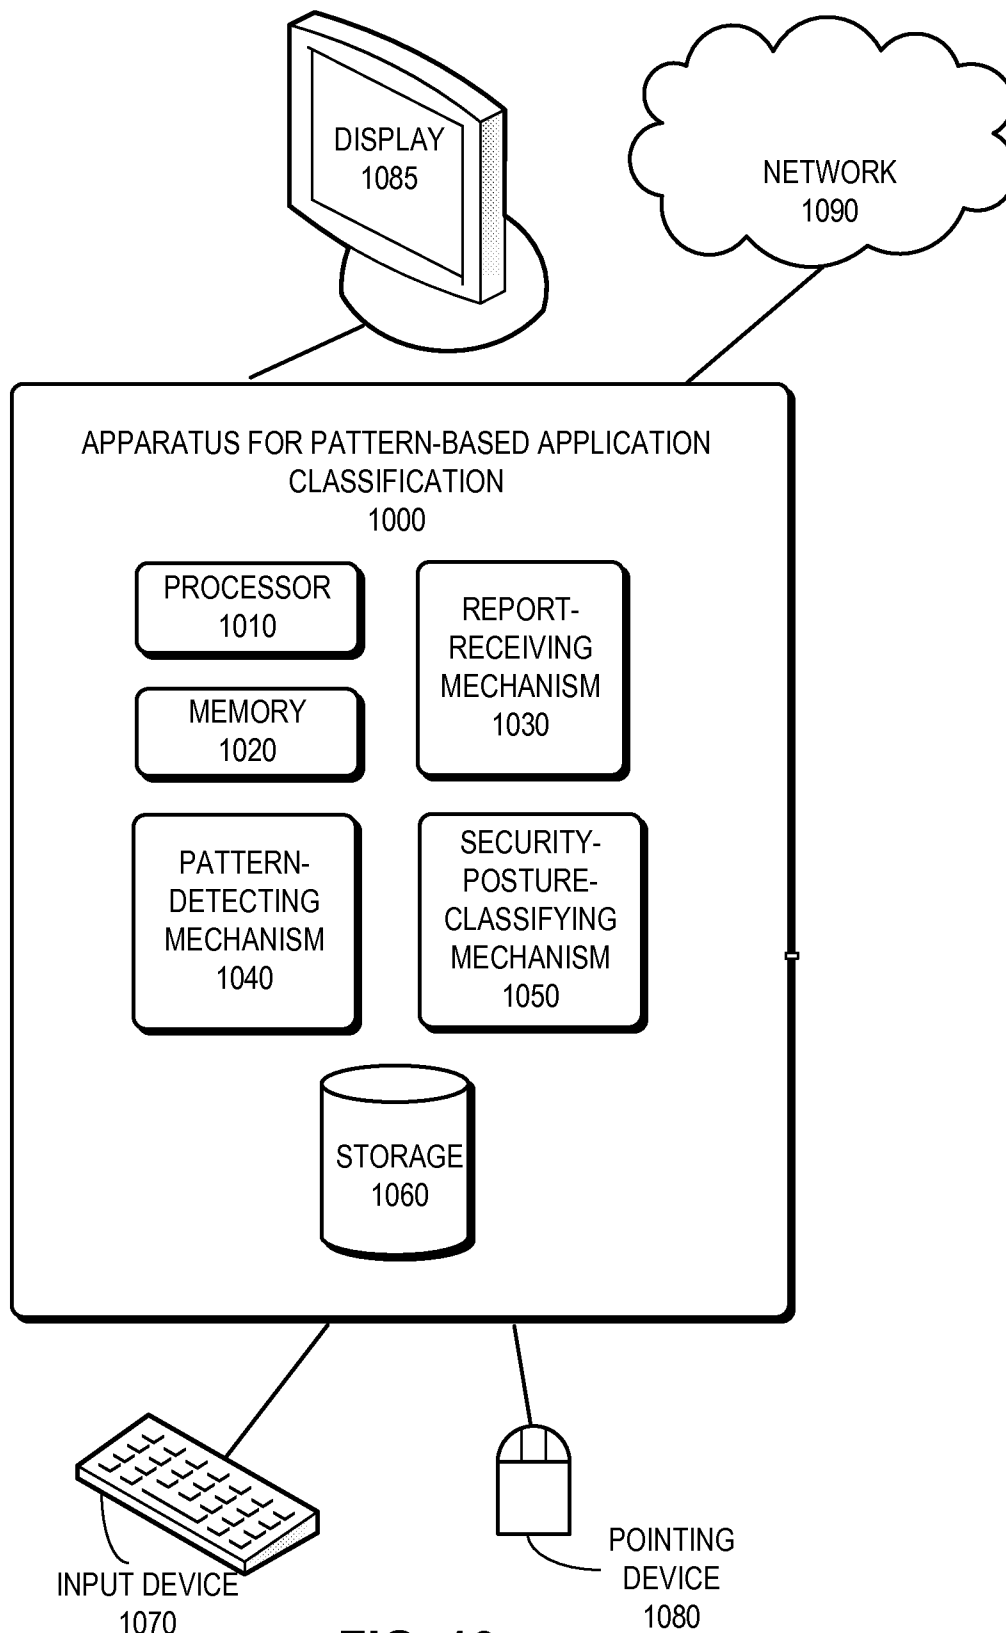 DISPLAY
1085
NETWORK
1090
APPARATUS FOR PATTERN-BASED APPLICATION
CLASSIFICATION
1000
PROCESSOR
1010
REPORT-
RECEIVING
MECHANISM
1030
MEMORY
1020
PATTERN-
DETECTING
MECHANISM
1040
SECURITY-
POSTURE-
CLASSIFYING
MECHANISM
1050
STORAGE
1060
INPUT DEVICE
1070
POINTING
DEVICE
1080